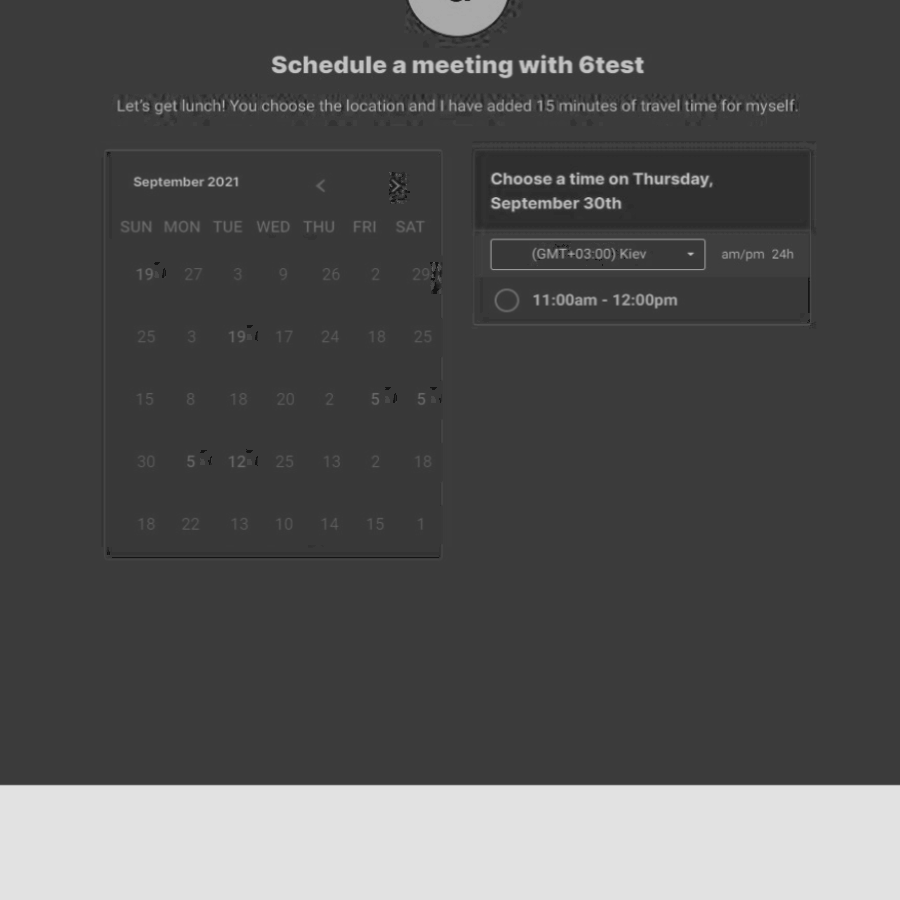 Schedule a meeting with 6test
Let's get lunch! You choose the location and I have added 15 minutes of travel time for myself.
September 2021
SUN MON TUE WED THU FRI SAT
19 27 3 9 26 2 29
25 3 19 17 24 18 25
15 8 18 20 2 5 5
30 5 12 25 13 2 18
18 22 13 10 14 15 1
Choose a time on Thursday,
September 30th
(GMT+03:00) Kiev am/pm 24h
11:00am - 12:00pm